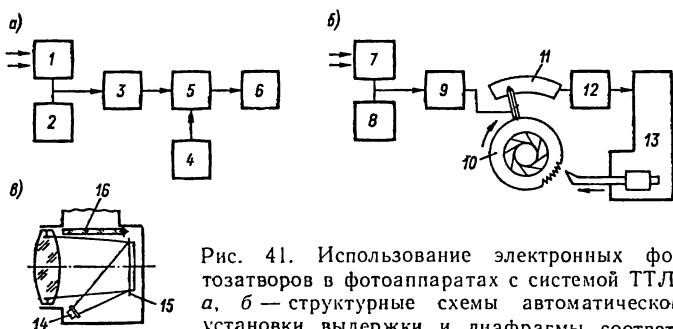 а)
1
2
3
5
6
4
б)
7
8
9
10
11
12
13
в)
16
14
15
Рис. 41. Использование электронных фо-
тозатворов в фотоаппаратах с системой ТТЛ
а, б — структурные схемы автоматическо
установки выдержки и диафрагмы соответ